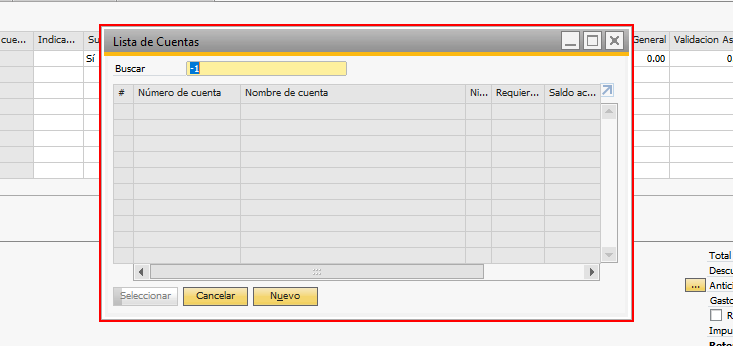 cue... Indica... Su
Sí
Lista de Cuentas
Buscar -1
# Número de cuenta Nombre de cuenta Ni... Requier... Saldo ac...
Seleccionar Cancelar Nuevo
General Validacion As
0.00 0
Total
Descu
... Antici
Gasto
R
Impu